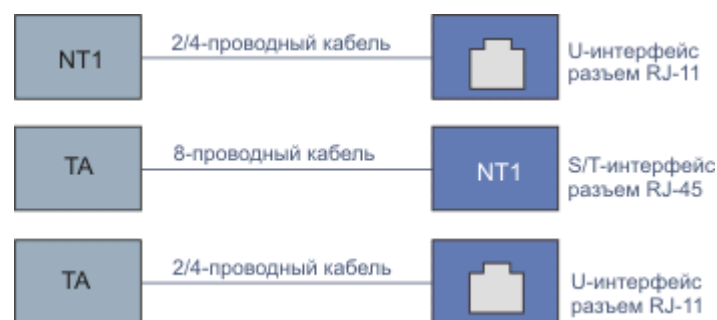 NT1
2/4-проводный кабель
U-интерфейс
разъем RJ-11
TA
8-проводный кабель
NT1
S/T-интерфейс
разъем RJ-45
TA
2/4-проводный кабель
U-интерфейс
разъем RJ-11